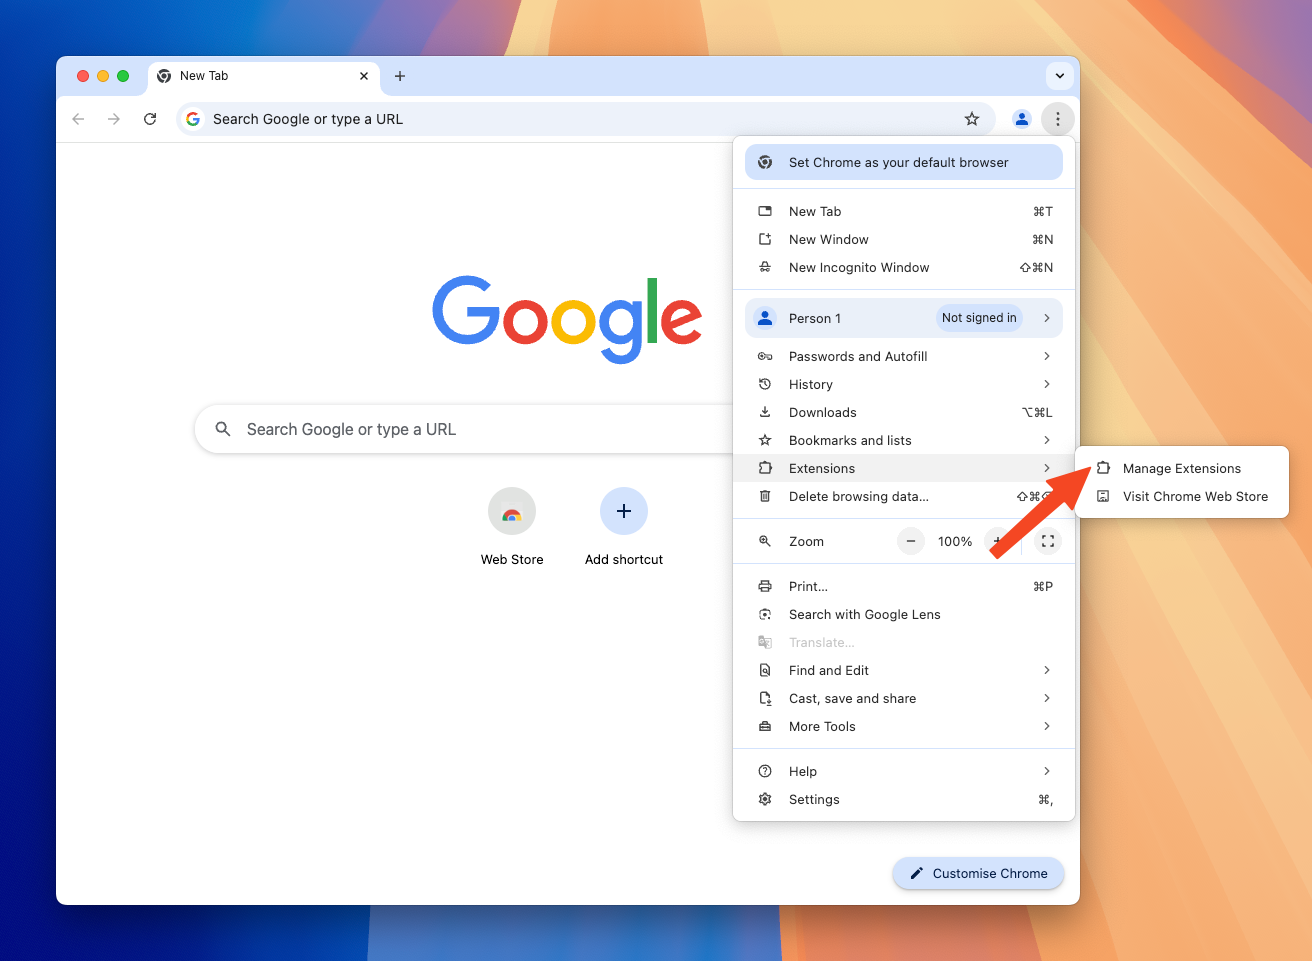 New Tab
Search Google or type a URL
Set Chrome as your default browser
New Tab ⌘T
New Window ⌘N
New Incognito Window ⇧⌘N
Person 1 Not signed in
Passwords and Autofill
History
Downloads ⌥⌘L
Bookmarks and lists
Extensions
Manage Extensions
Delete browsing data... ⇧⌘
Visit Chrome Web Store
Zoom − 100% +
Print... ⌘P
Search with Google Lens
Translate...
Find and Edit
Cast, save and share
More Tools
Help
Settings ⌘,
Google
Search Google or type a URL
Web Store
Add shortcut
Customise Chrome